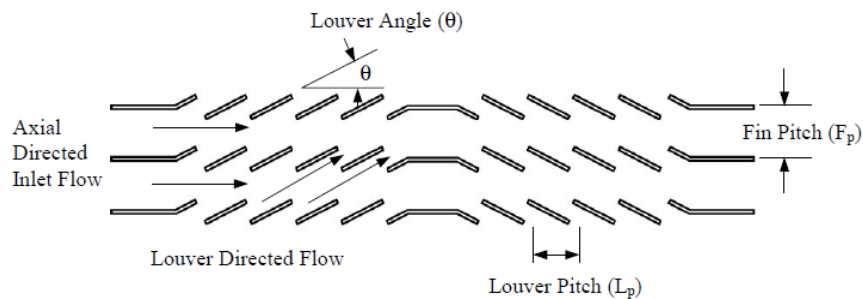 Louver Angle (θ)
θ
Axial
Directed
Inlet Flow
Fin Pitch (Fp)
Louver Directed Flow
Louver Pitch (Lp)